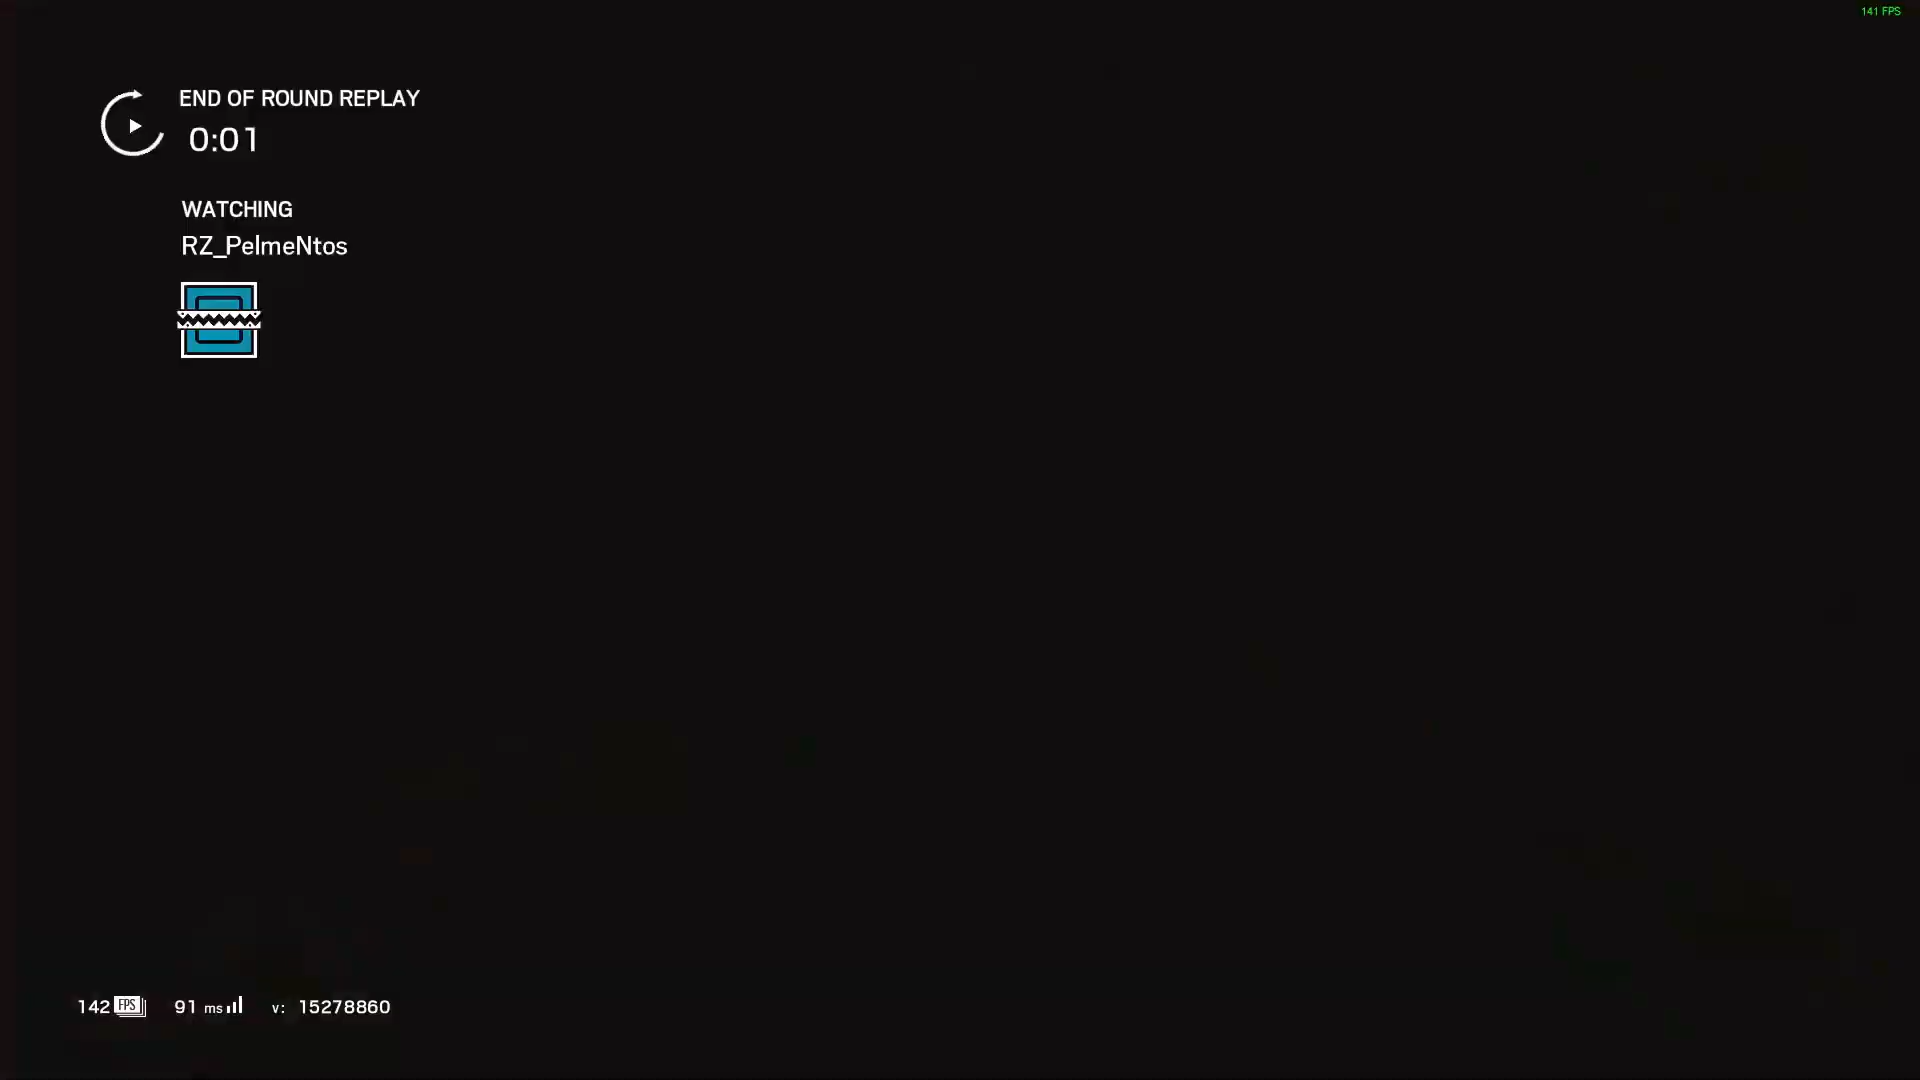 141 FPS
END OF ROUND REPLAY
0:01
WATCHING
RZ_PelmeNtos
142 FPS 91 ms v: 15278860